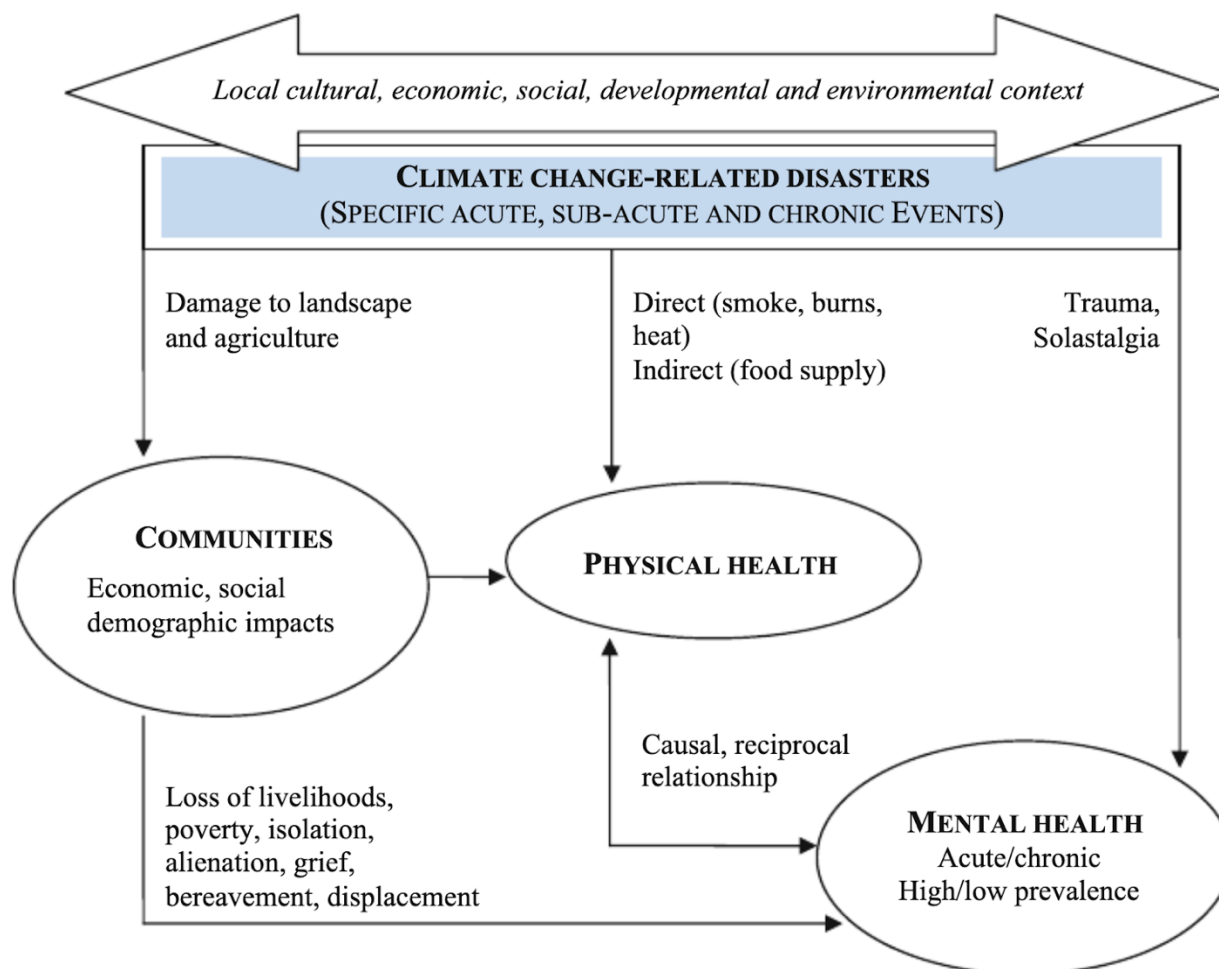 Local cultural, economic, social, developmental and environmental context
CLIMATE CHANGE-RELATED DISASTERS
(SPECIFIC ACUTE, SUB-ACUTE AND CHRONIC EVENTS)
Damage to landscape
and agriculture
Direct (smoke, burns,
heat)
Indirect (food supply)
Trauma,
Solastalgia
COMMUNITIES
Economic, social
demographic impacts
PHYSICAL HEALTH
Causal, reciprocal
relationship
Loss of livelihoods,
poverty, isolation,
alienation, grief,
bereavement, displacement
MENTAL HEALTH
Acute/chronic
High/low prevalence